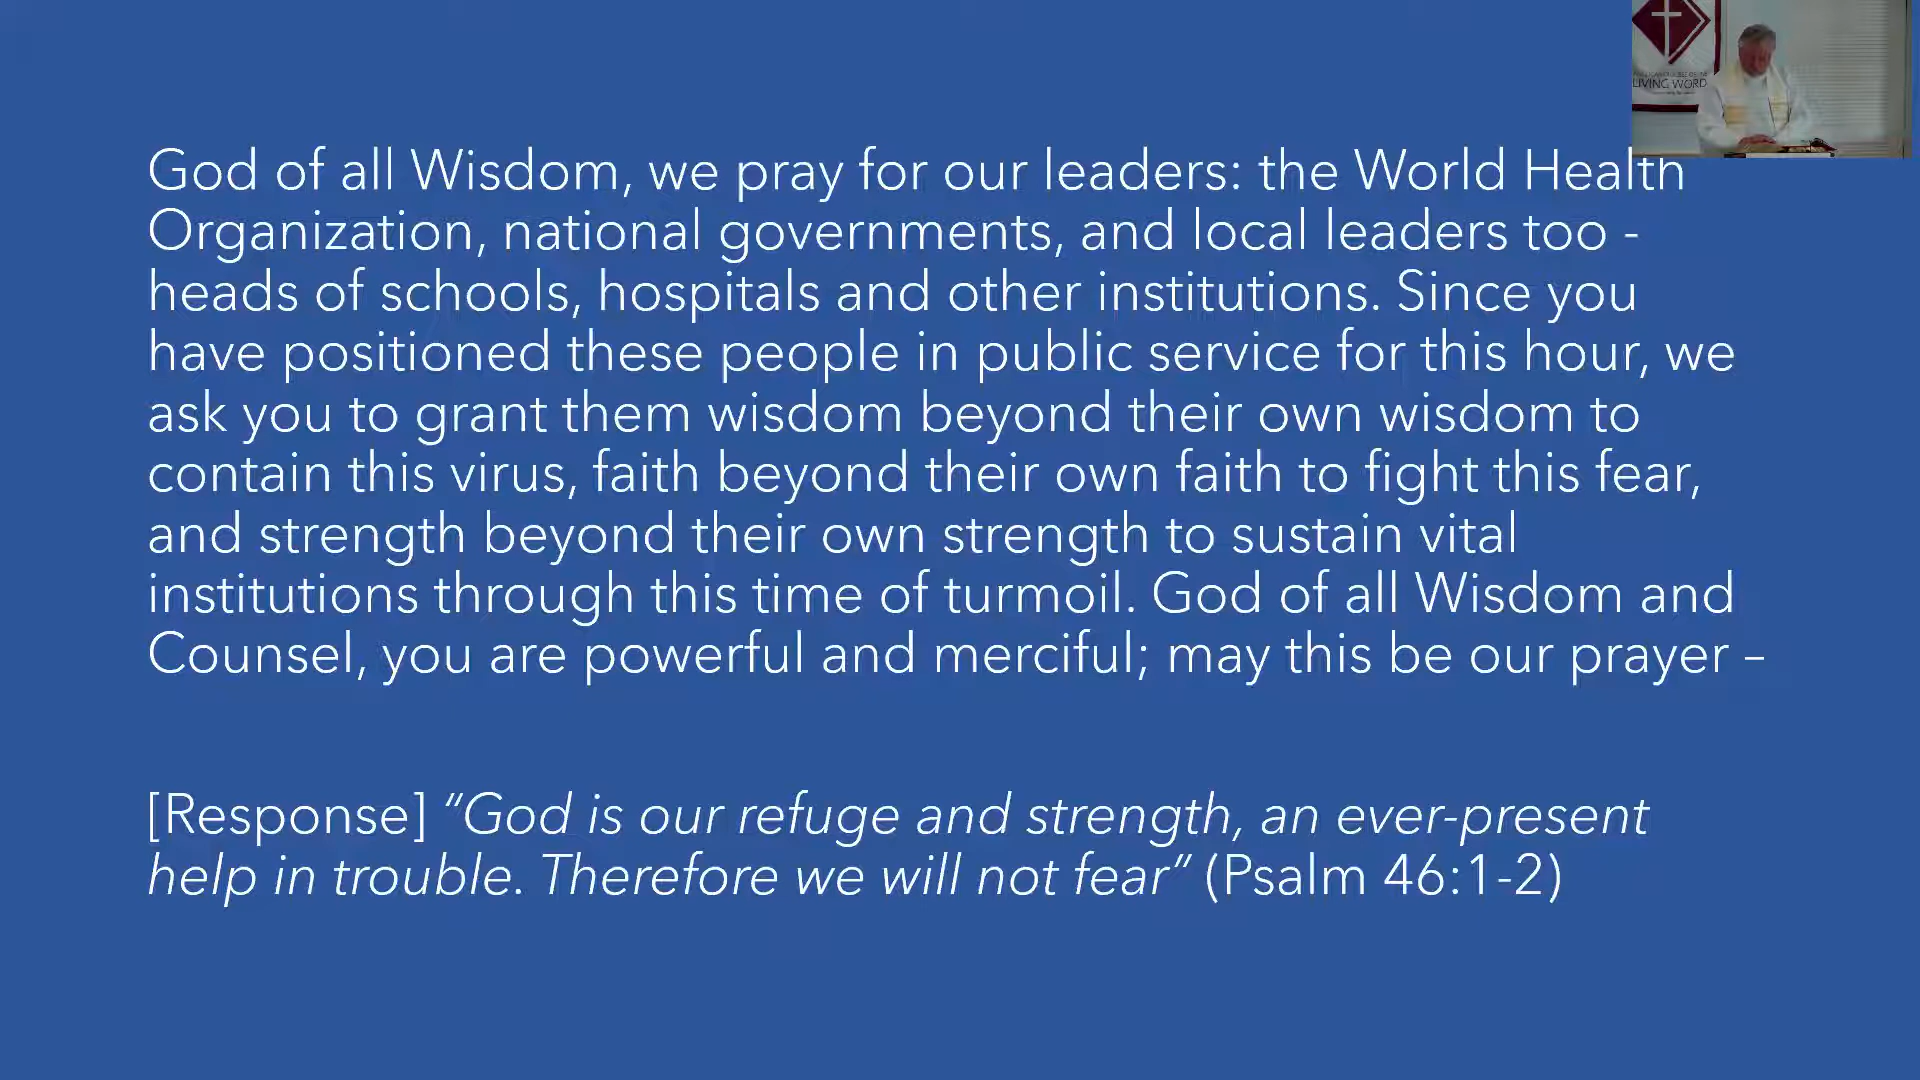 God of all Wisdom, we pray for our leaders: the World Health
Organization, national governments, and local leaders too -
heads of schools, hospitals and other institutions. Since you
have positioned these people in public service for this hour, we
ask you to grant them wisdom beyond their own wisdom to
contain this virus, faith beyond their own faith to fight this fear,
and strength beyond their own strength to sustain vital
institutions through this time of turmoil. God of all Wisdom and
Counsel, you are powerful and merciful; may this be our prayer –
[Response] “God is our refuge and strength, an ever-present
help in trouble. Therefore we will not fear” (Psalm 46:1-2)
LIVING WORD